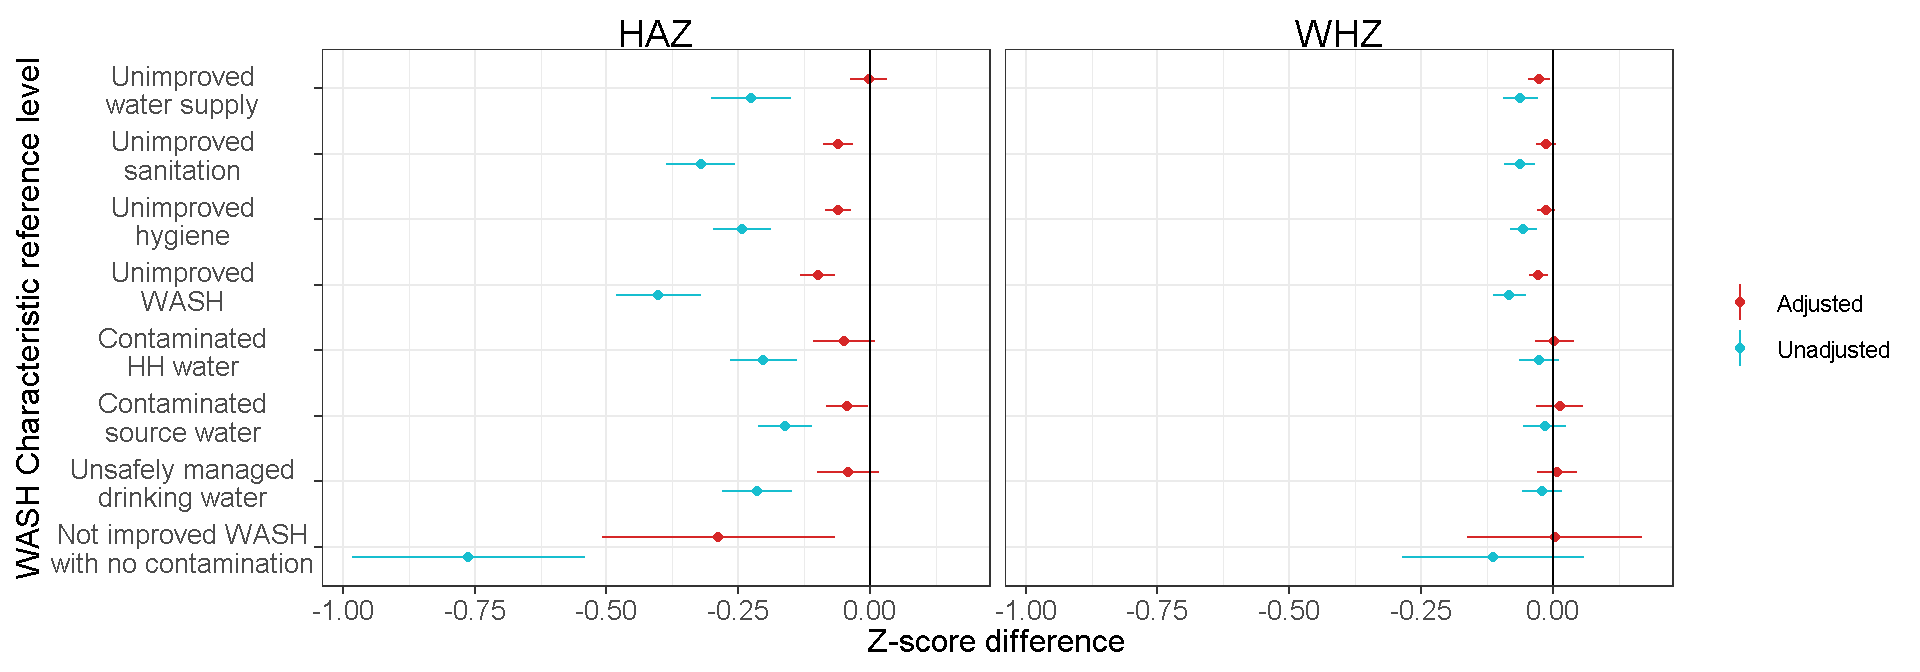 HAZ
WHZ
WASH Characteristic reference level
Unimproved
water supply
Unimproved
sanitation
Unimproved
hygiene
Unimproved
WASH
Contaminated
HH water
Contaminated
source water
Unsafely managed
drinking water
Not improved WASH
with no contamination
-1.00 -0.75 -0.50 -0.25 0.00
-1.00 -0.75 -0.50 -0.25 0.00
Z-score difference
Adjusted
Unadjusted